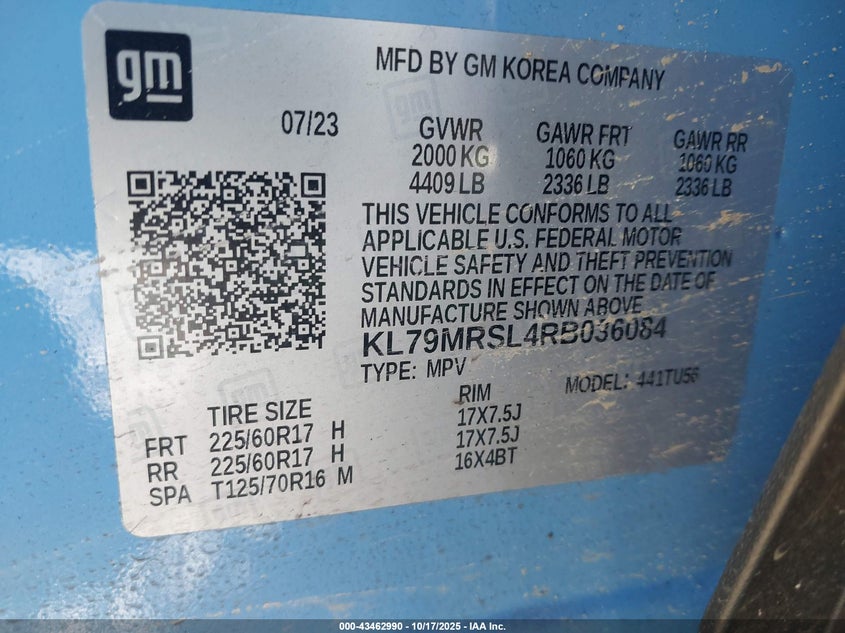 gm
MFD BY GM KOREA COMPANY
07/23
GVWR GAWR FRT GAWR RR
2000 KG 1060 KG 1060 KG
4409 LB 2336 LB 2336 LB
THIS VEHICLE CONFORMS TO ALL
APPLICABLE U.S. FEDERAL MOTOR
VEHICLE SAFETY AND THEFT PREVENTION
STANDARDS IN EFFECT ON THE DATE OF
MANUFACTURE SHOWN ABOVE
KL79MRSL4RB036084
TYPE: MPV MODEL: 441TU56
TIRE SIZE RIM
FRT 225/60R17 H 17X7.5J
RR 225/60R17 H 17X7.5J
SPA T125/70R16 M 16X4BT
000-43462990 - 10/17/2025 - IAA Inc.